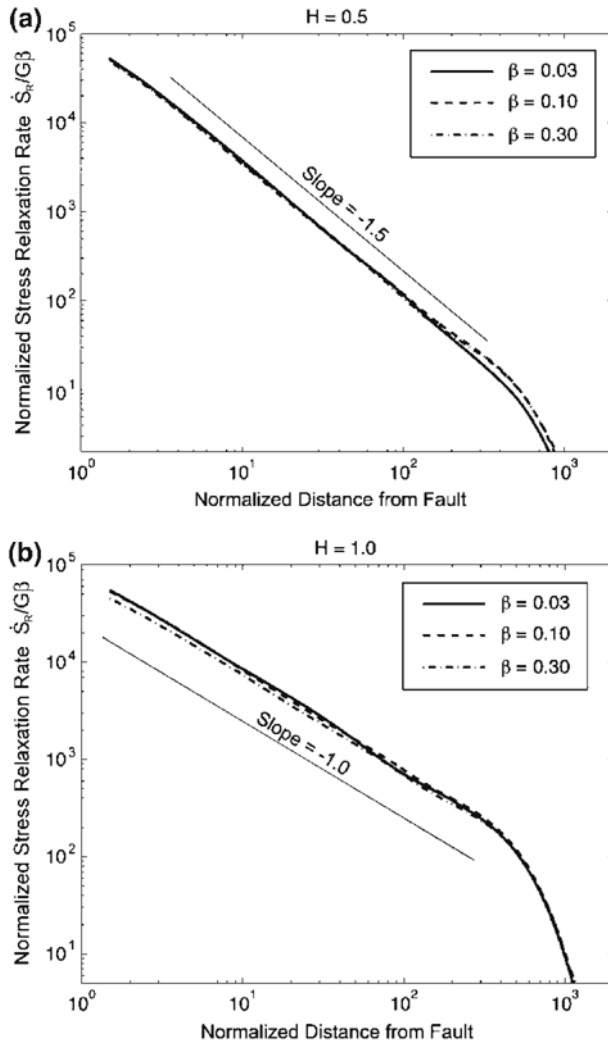 (a)
H = 0.5
10^5
10^4
10^3
10^2
10^1
Normalized Stress Relaxation Rate Ṡ_R/Gβ
β = 0.03
β = 0.10
β = 0.30
Slope = -1.5
10^0 10^1 10^2 10^3
Normalized Distance from Fault
(b)
H = 1.0
10^5
10^4
10^3
10^2
10^1
Normalized Stress Relaxation Rate Ṡ_R/Gβ
β = 0.03
β = 0.10
β = 0.30
Slope = -1.0
10^0 10^1 10^2 10^3
Normalized Distance from Fault